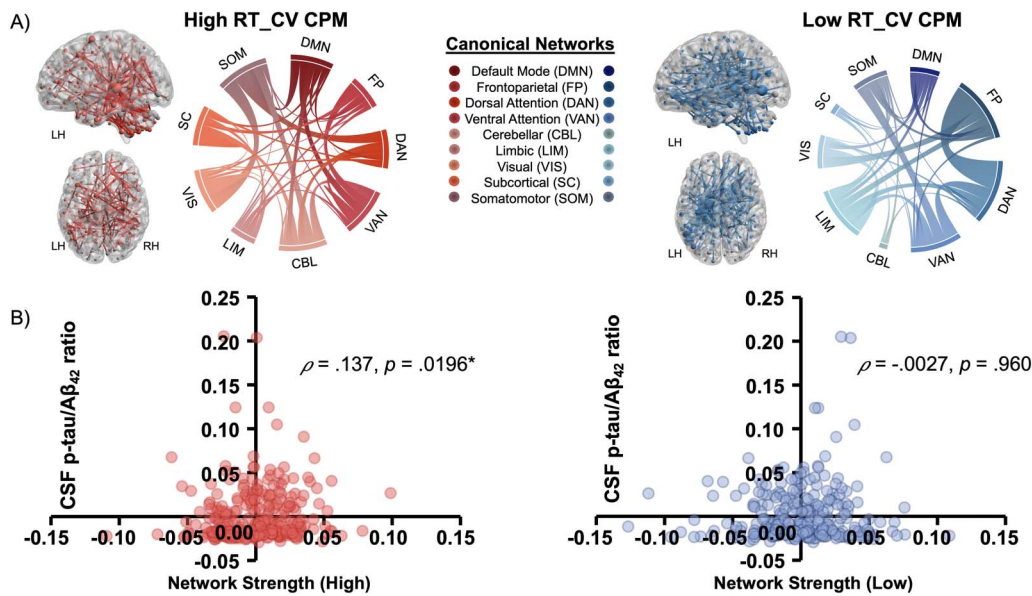 A)
High RT_CV CPM
LH
LH
RH
DMN
FP
DAN
VAN
CBL
LIM
VIS
SC
SOM
Canonical Networks
Default Mode (DMN)
Frontoparietal (FP)
Dorsal Attention (DAN)
Ventral Attention (VAN)
Cerebellar (CBL)
Limbic (LIM)
Visual (VIS)
Subcortical (SC)
Somatomotor (SOM)
Low RT_CV CPM
LH
LH
RH
DMN
FP
DAN
VAN
CBL
LIM
VIS
SC
SOM
B)
CSF p-tau/Aβ42 ratio
0.25
0.20
0.15
0.10
0.05
0.00
-0.05
-0.15
-0.10
-0.05
0.05
0.10
0.15
ρ = .137, p = .0196*
Network Strength (High)
CSF p-tau/Aβ42 ratio
0.25
0.20
0.15
0.10
0.05
0.00
-0.05
-0.15
-0.10
-0.05
0.05
0.10
0.15
ρ = -.0027, p = .960
Network Strength (Low)